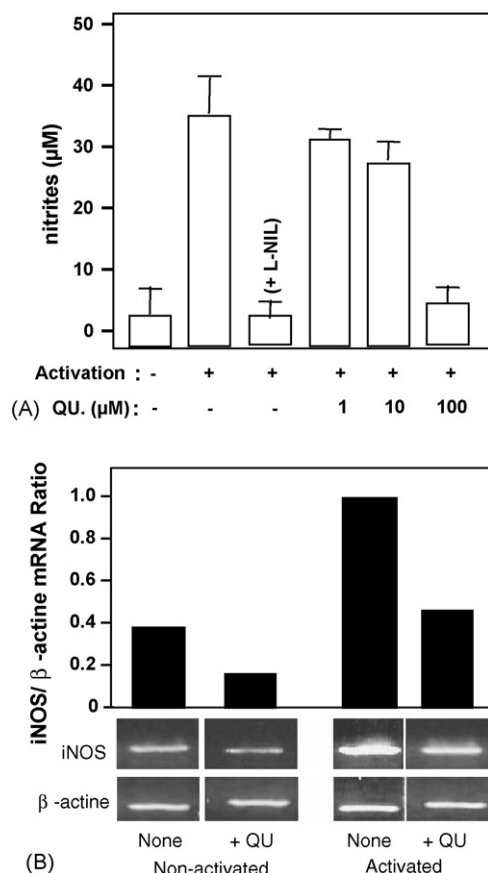 50
40
30
20
10
0
nitrites (µM)
(+ L-NIL)
Activation : - + + + + +
(A) QU. (µM) : - - - 1 10 100
1.0
0.8
0.6
0.4
0.2
0
iNOS/ β -actine mRNA Ratio
iNOS
β -actine
None + QU None + QU
(B) Non-activated Activated